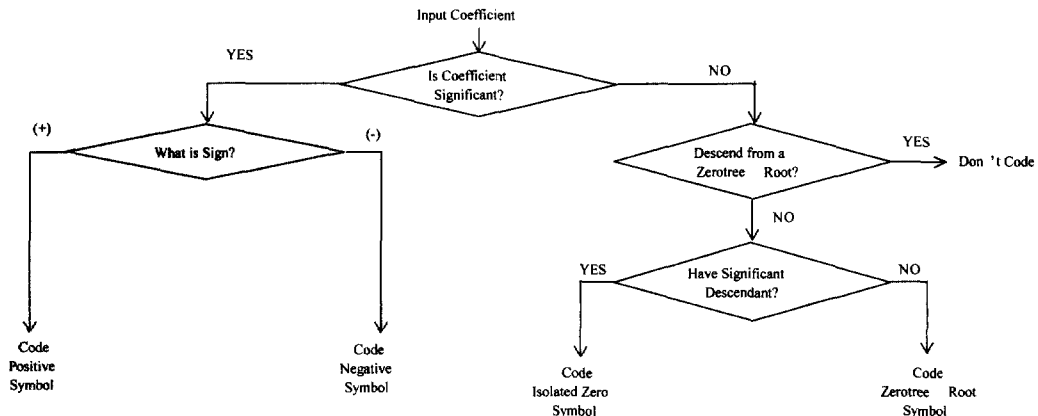 Input Coefficient
YES
Is Coefficient
Significant?
NO
(+)
What is Sign?
(-)
Descend from a
Zerotree Root?
YES
Don 't Code
NO
YES
Have Significant
Descendant?
NO
Code
Positive
Symbol
Code
Negative
Symbol
Code
Isolated Zero
Symbol
Code
Zerotree Root
Symbol